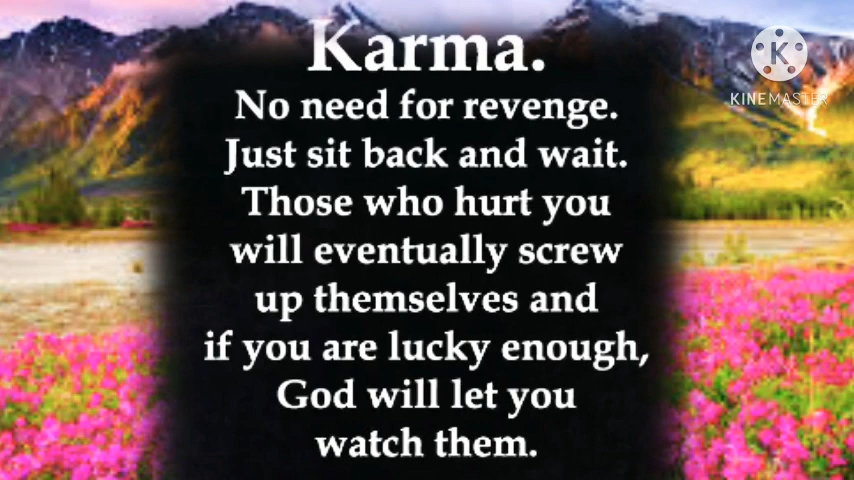 Karma.
No need for revenge.
Just sit back and wait.
Those who hurt you
will eventually screw
up themselves and
if you are lucky enough,
God will let you
watch them.
K
KINEMASTER